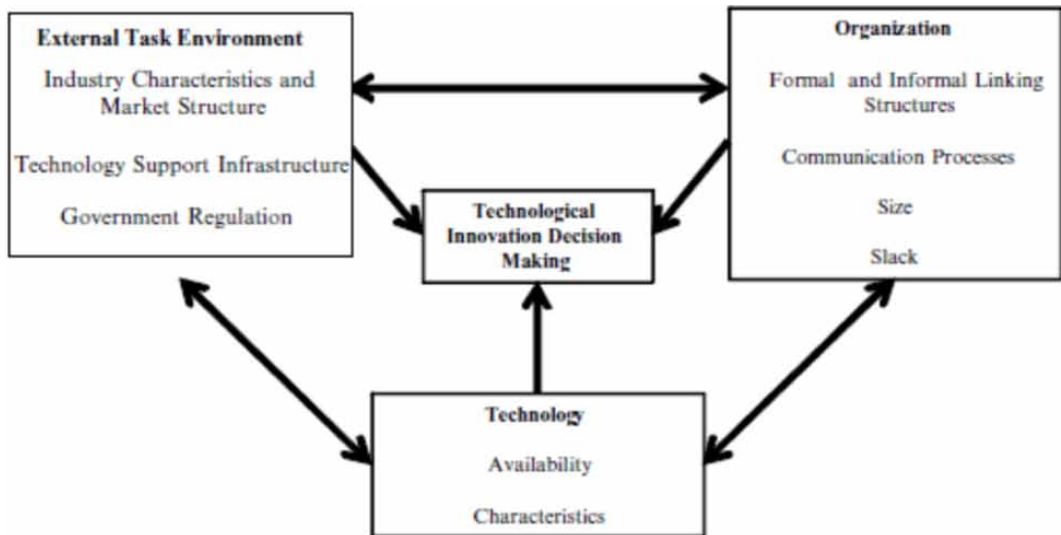 External Task Environment
Industry Characteristics and
Market Structure
Technology Support Infrastructure
Government Regulation
Organization
Formal and Informal Linking
Structures
Communication Processes
Size
Slack
Technological
Innovation Decision
Making
Technology
Availability
Characteristics